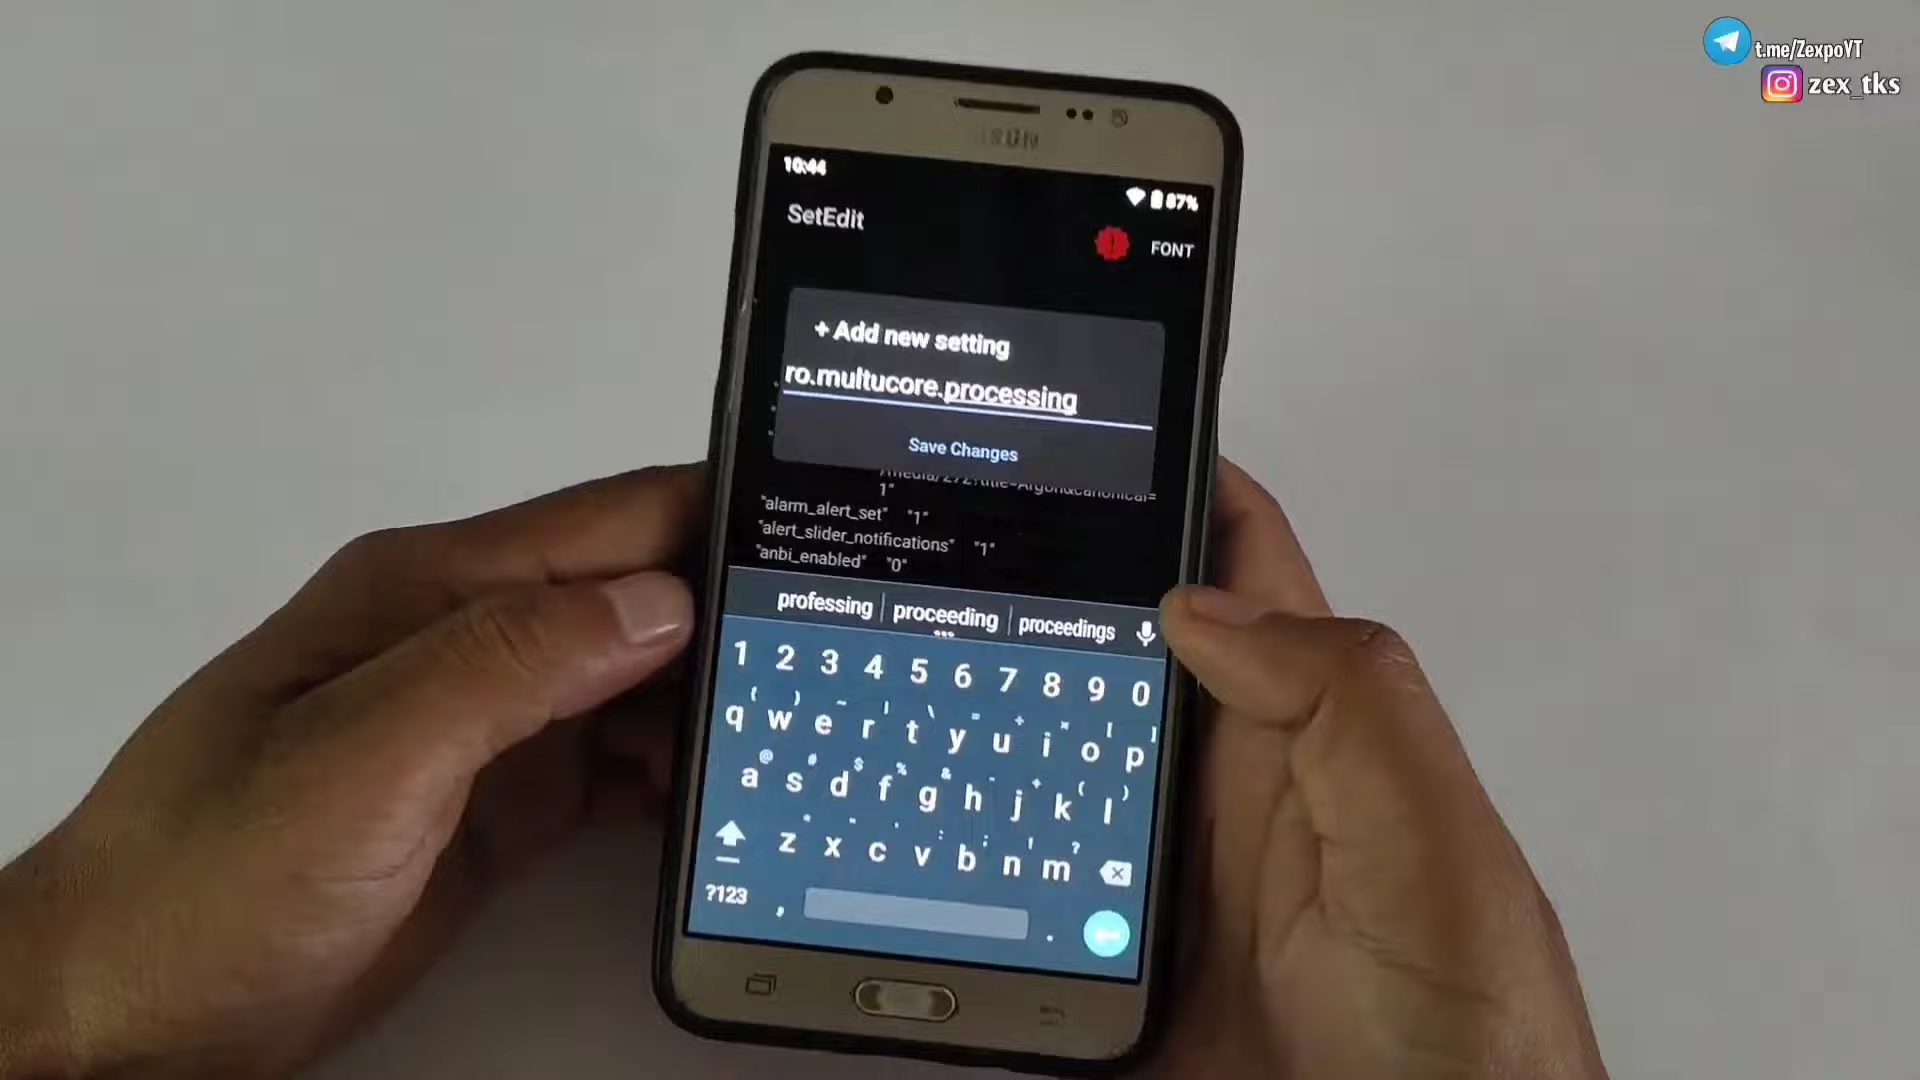 t.me/ZexpoYT
zex_tks
10:44
87%
SetEdit
FONT
+ Add new setting
ro.multucore.processing
Save Changes
1"
"alarm_alert_set" "1"
"alert_slider_notifications" "1"
"anbi_enabled" "0"
professing proceeding proceedings
1 2 3 4 5 6 7 8 9 0
q w e r t y u i o p
a s d f g h j k l
z x c v b n m
?123 , .